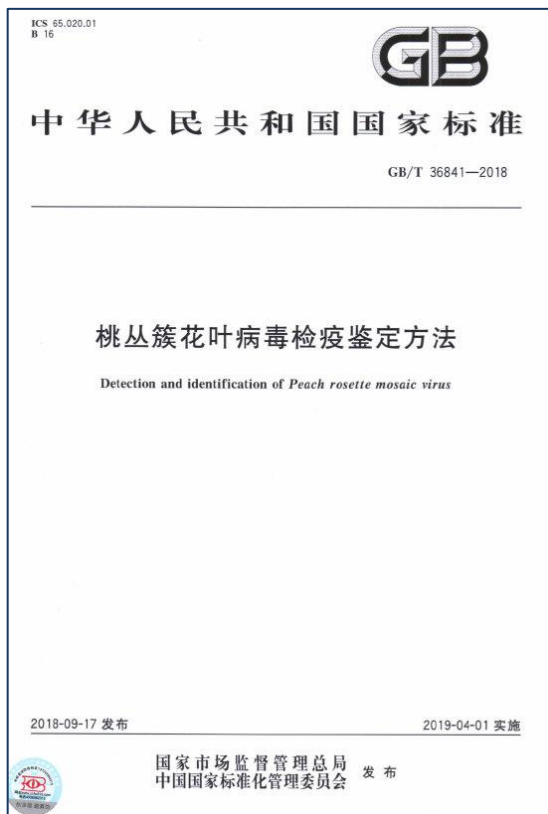 ICS 65.020.01
B 16
GB
中华人民共和国国家标准
GB/T 36841—2018
桃丛簇花叶病毒检疫鉴定方法
Detection and identification of Peach rosette mosaic virus
2018-09-17 发布
2019-04-01 实施
国家市场监督管理总局
中国国家标准化管理委员会
发布